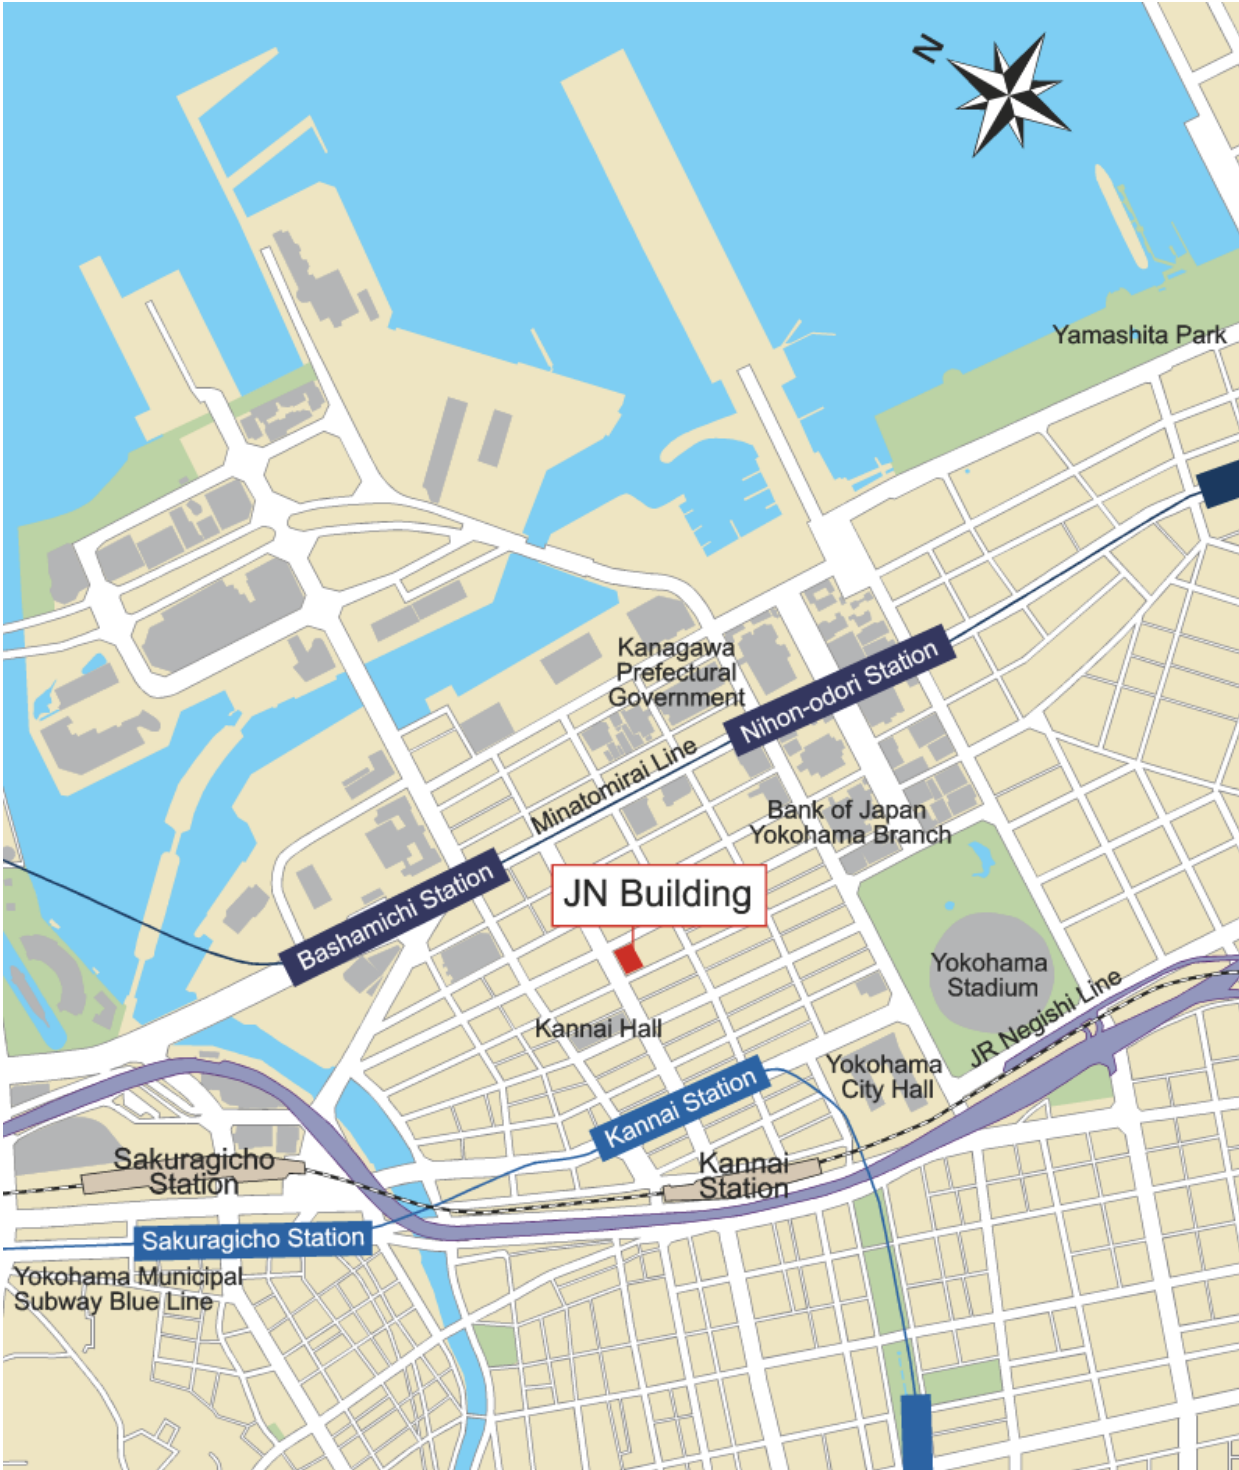 N
Yamashita Park
Kanagawa
Prefectural
Government
Nihon-odori Station
Minatomirai Line
Bank of Japan
Yokohama Branch
JN Building
Bashamichi Station
Yokohama
Stadium
Kannai Hall
JR Negishi Line
Yokohama
City Hall
Kannai Station
Sakuragicho
Station
Kannai
Station
Sakuragicho Station
Yokohama Municipal
Subway Blue Line